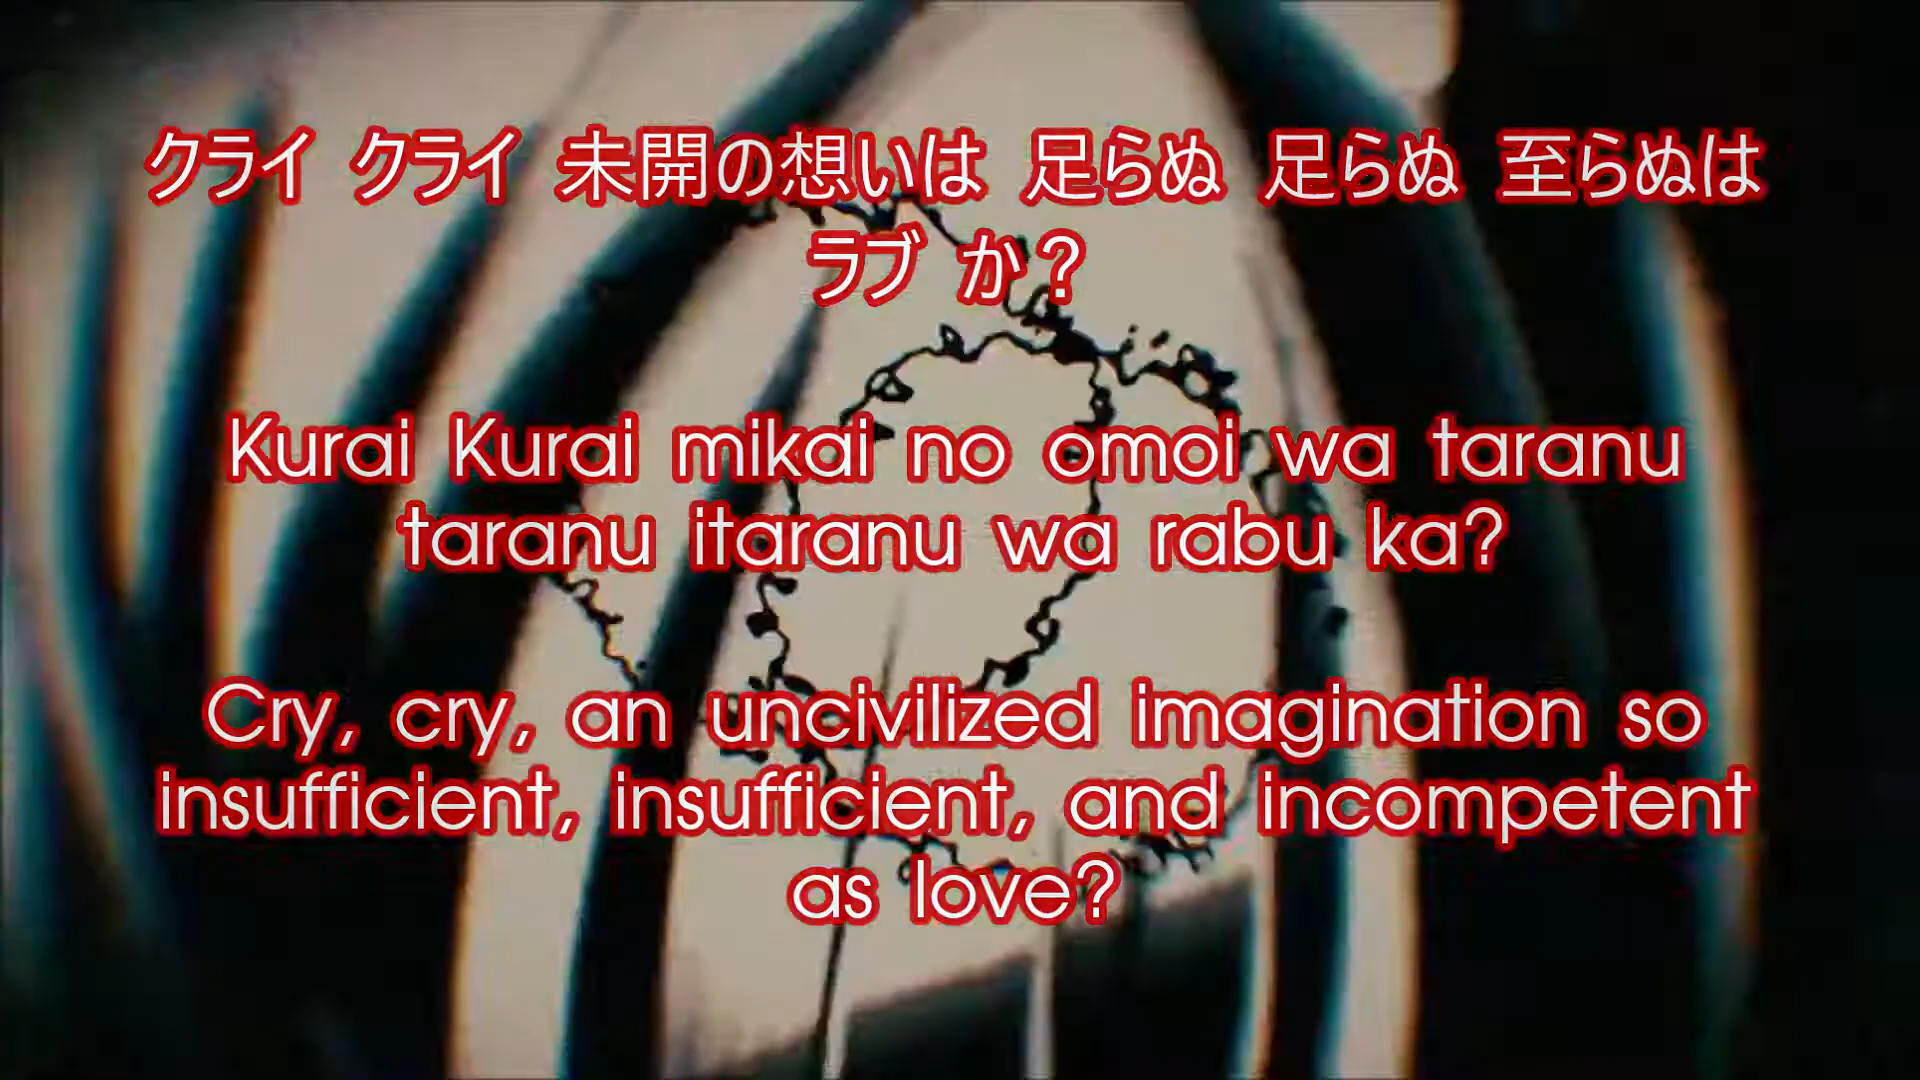 クライ クライ 未開の想いは 足らぬ 足らぬ 至らぬは
ラブ か？
Kurai Kurai mikai no omoi wa taranu
taranu itaranu wa rabu ka?
Cry, cry, an uncivilized imagination so
insufficient, insufficient, and incompetent
as love?